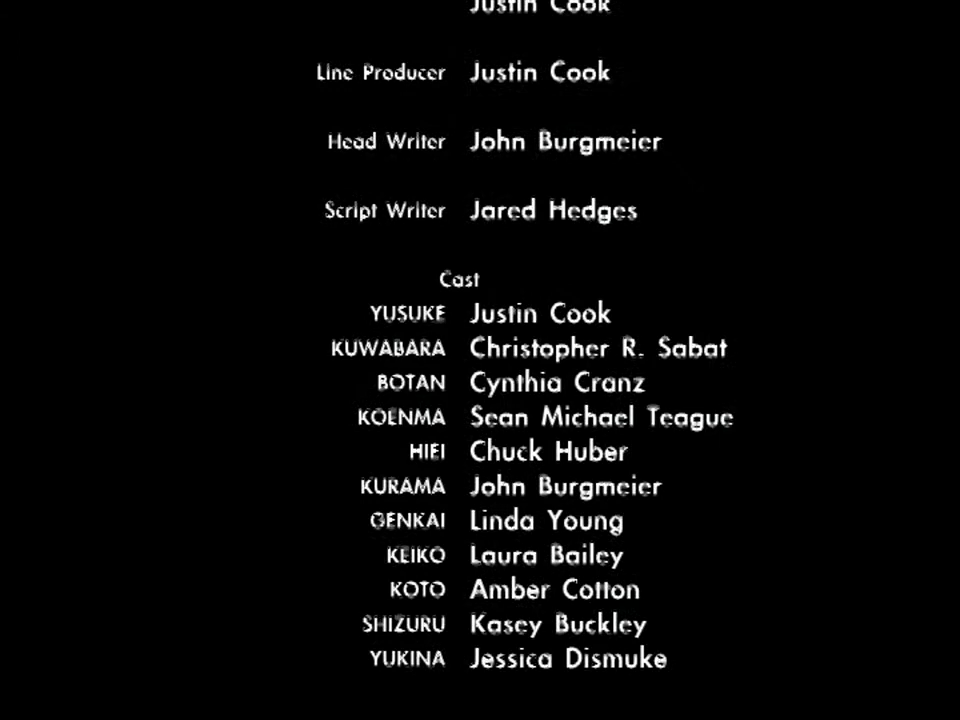 Justin Cook
Line Producer Justin Cook
Head Writer John Burgmeier
Script Writer Jared Hedges
Cast
YUSUKE Justin Cook
KUWABARA Christopher R. Sabat
BOTAN Cynthia Cranz
KOENMA Sean Michael Teague
HIEI Chuck Huber
KURAMA John Burgmeier
GENKAI Linda Young
KEIKO Laura Bailey
KOTO Amber Cotton
SHIZURU Kasey Buckley
YUKINA Jessica Dismuke